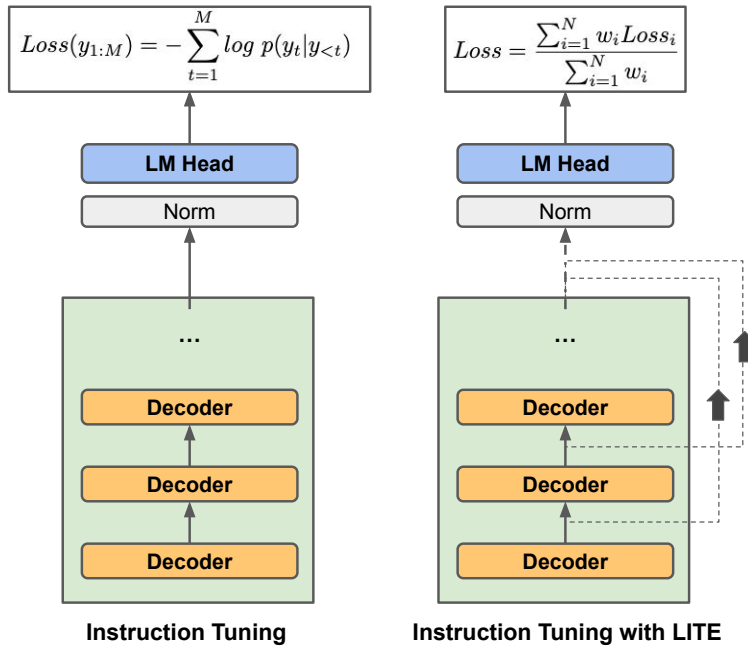 Loss(y_{1:M}) = -\sum_{t=1}^{M} log p(y_t|y_{<t})
LM Head
Norm
...
Decoder
Decoder
Decoder
Instruction Tuning
Loss = \frac{\sum_{i=1}^{N} w_i Loss_i}{\sum_{i=1}^{N} w_i}
LM Head
Norm
...
Decoder
Decoder
Decoder
Instruction Tuning with LITE